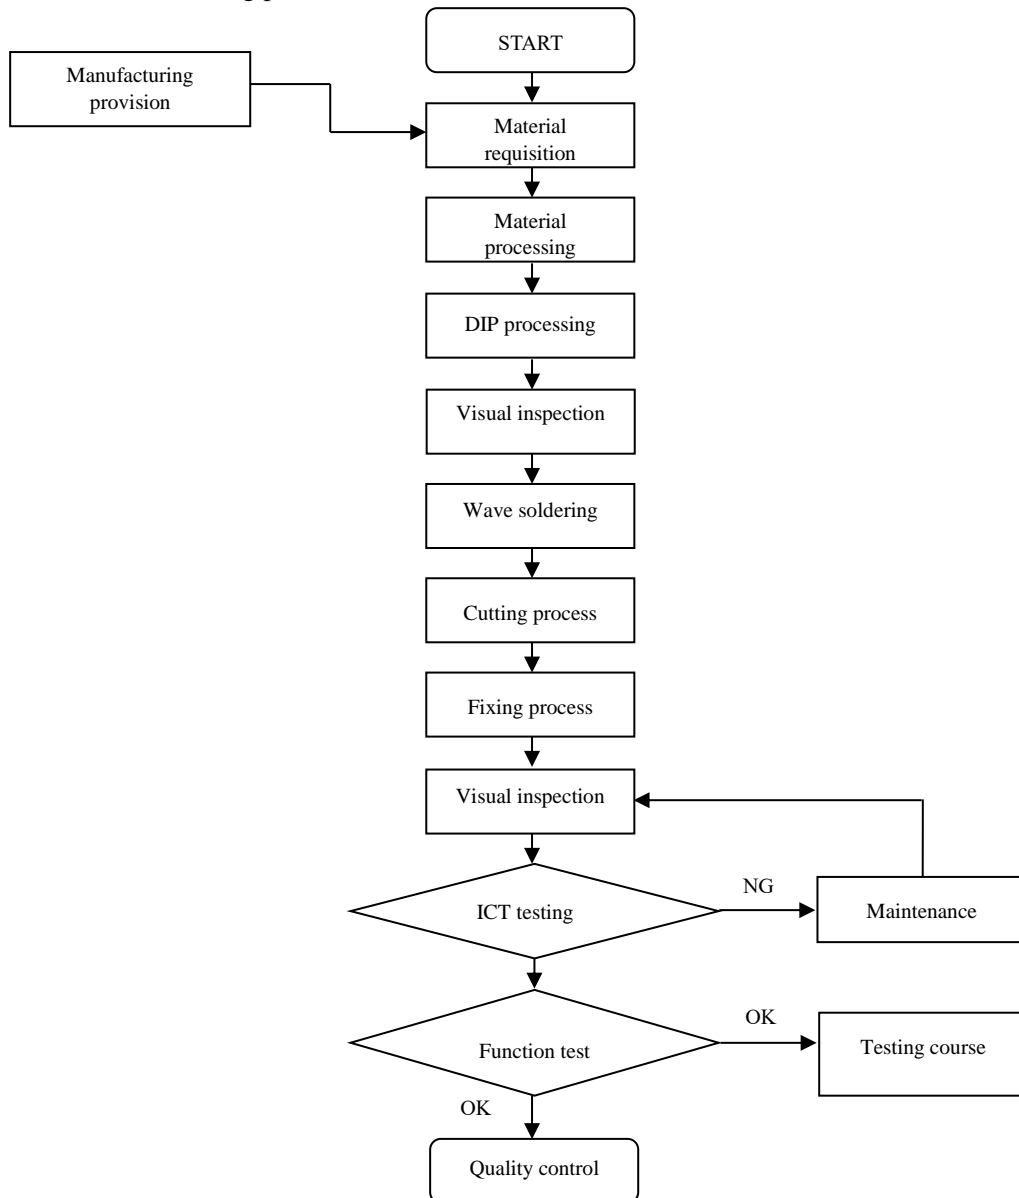 START
Manufacturing
provision
Material
requisition
Material
processing
DIP processing
Visual inspection
Wave soldering
Cutting process
Fixing process
Visual inspection
ICT testing
NG
Maintenance
Function test
OK
Testing course
OK
Quality control